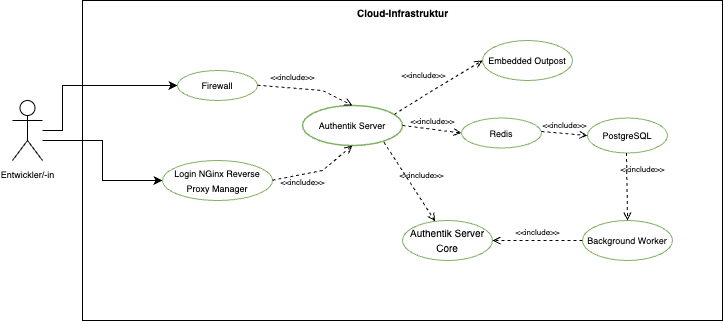 Cloud-Infrastruktur
Embedded Outpost
<<include>>
<<include>>
Firewall
<<include>>
Authentik Server
<<include>>
Redis
<<include>>
PostgreSQL
Entwickler/-in
Login NGinx Reverse
Proxy Manager
<<include>>
<<include>>
<<include>>
Authentik Server
Core
<<include>>
Background Worker